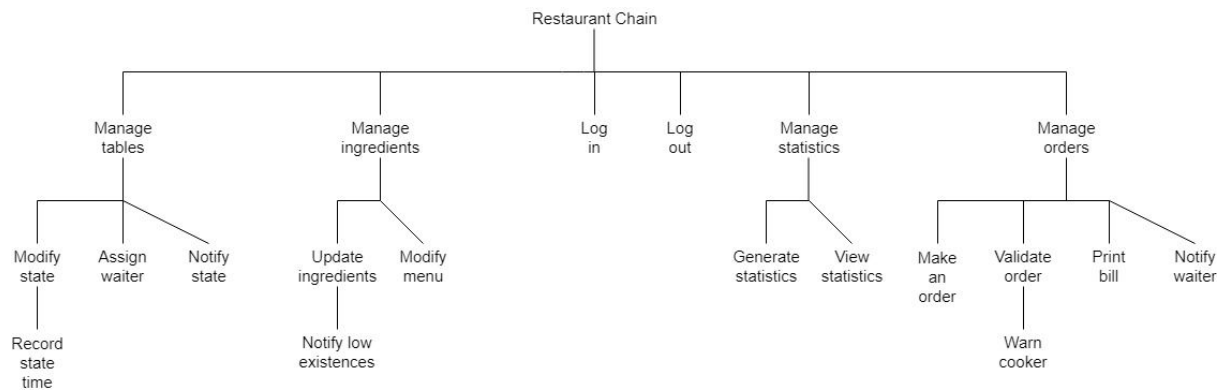 Restaurant Chain
Manage
tables
Manage
ingredients
Log
in
Log
out
Manage
statistics
Manage
orders
Modify
state
Assign
waiter
Notify
state
Update
ingredients
Modify
menu
Generate
statistics
View
statistics
Make
an
order
Validate
order
Print
bill
Notify
waiter
Record
state
time
Notify low
existences
Warn
cooker